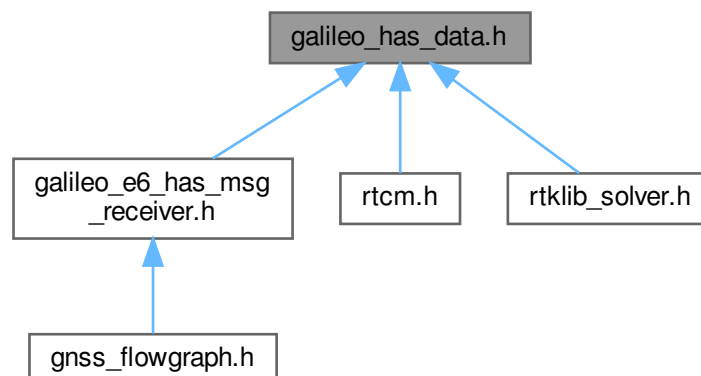 galileo_has_data.h
galileo_e6_has_msg
_receiver.h
rtcm.h
rtklib_solver.h
gnss_flowgraph.h